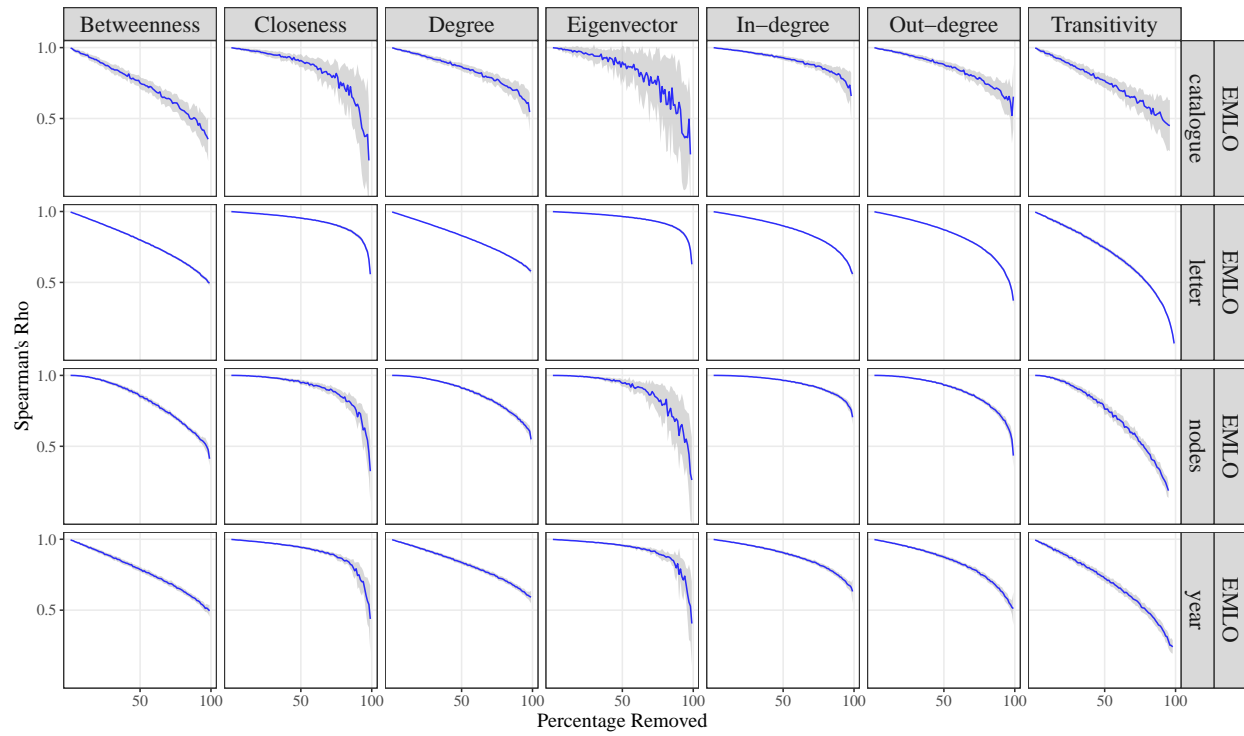 Betweenness Closeness Degree Eigenvector In−degree Out−degree Transitivity
1.0
0.5
catalogue
EMLO
1.0
0.5
letter
EMLO
1.0
0.5
nodes
EMLO
1.0
0.5
year
EMLO
50 100 50 100 50 100 50 100 50 100 50 100 50 100
Percentage Removed
Spearman's Rho